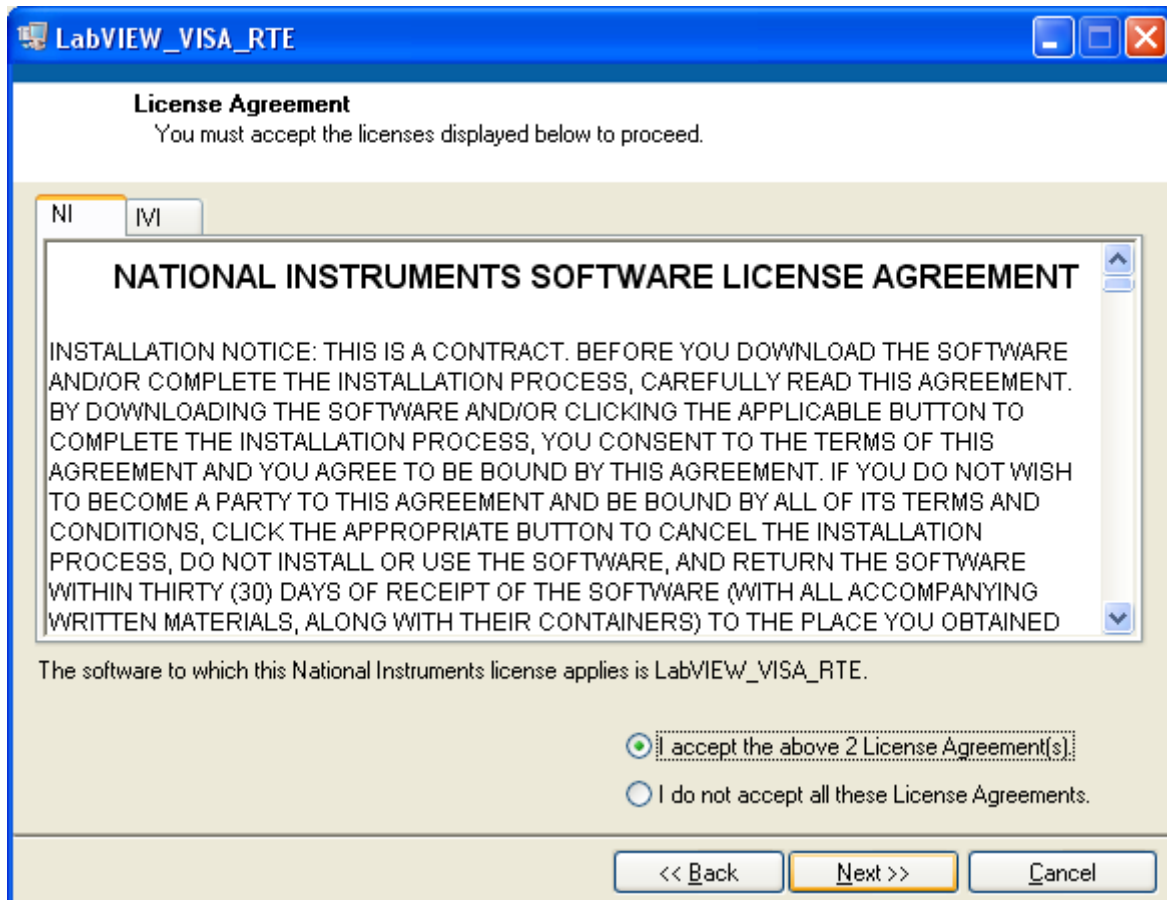 LabVIEW_VISA_RTE
License Agreement
You must accept the licenses displayed below to proceed.
NI IVI
NATIONAL INSTRUMENTS SOFTWARE LICENSE AGREEMENT
INSTALLATION NOTICE: THIS IS A CONTRACT. BEFORE YOU DOWNLOAD THE SOFTWARE
AND/OR COMPLETE THE INSTALLATION PROCESS, CAREFULLY READ THIS AGREEMENT.
BY DOWNLOADING THE SOFTWARE AND/OR CLICKING THE APPLICABLE BUTTON TO
COMPLETE THE INSTALLATION PROCESS, YOU CONSENT TO THE TERMS OF THIS
AGREEMENT AND YOU AGREE TO BE BOUND BY THIS AGREEMENT. IF YOU DO NOT WISH
TO BECOME A PARTY TO THIS AGREEMENT AND BE BOUND BY ALL OF ITS TERMS AND
CONDITIONS, CLICK THE APPROPRIATE BUTTON TO CANCEL THE INSTALLATION
PROCESS, DO NOT INSTALL OR USE THE SOFTWARE, AND RETURN THE SOFTWARE
WITHIN THIRTY (30) DAYS OF RECEIPT OF THE SOFTWARE (WITH ALL ACCOMPANYING
WRITTEN MATERIALS, ALONG WITH THEIR CONTAINERS) TO THE PLACE YOU OBTAINED
The software to which this National Instruments license applies is LabVIEW_VISA_RTE.
I accept the above 2 License Agreement(s).
I do not accept all these License Agreements.
<< Back Next >> Cancel